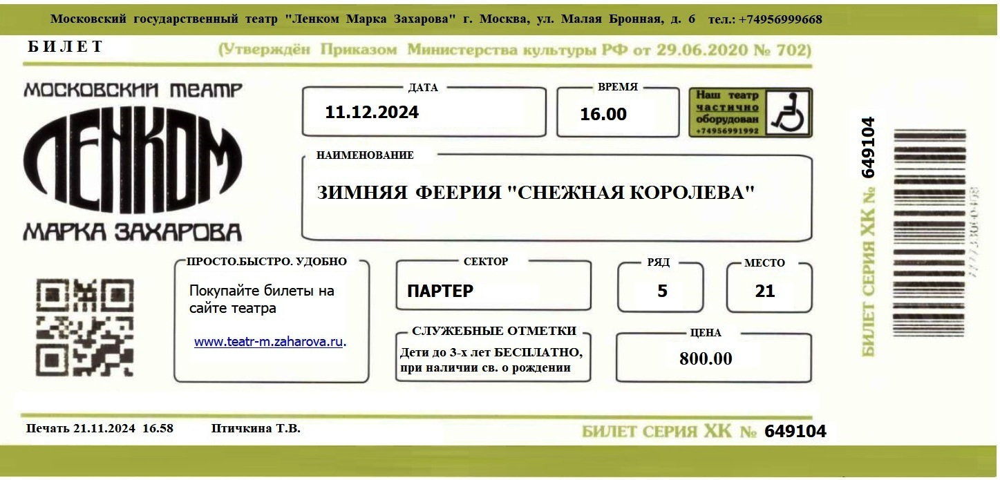 Московский государственный театр "Ленком Марка Захарова" г. Москва, ул. Малая Бронная, д. 6 тел.: +74956999668
БИЛЕТ
(Утверждён Приказом Министерства культуры РФ от 29.06.2020 № 702)
МОСКОВСКИЙ ТЕАТР
ЛЕНКОМ
МАРКА ЗАХАРОВА
ДАТА
11.12.2024
ВРЕМЯ
16.00
Наш театр
частично
оборудован
+74956991992
НАИМЕНОВАНИЕ
ЗИМНЯЯ ФЕЕРИЯ "СНЕЖНАЯ КОРОЛЕВА"
ПРОСТО.БЫСТРО. УДОБНО
Покупайте билеты на
сайте театра
www.teatr-m.zaharova.ru.
СЕКТОР
ПАРТЕР
РЯД
5
МЕСТО
21
СЛУЖЕБНЫЕ ОТМЕТКИ
Дети до 3-х лет БЕСПЛАТНО,
при наличии св. о рождении
ЦЕНА
800.00
Печать 21.11.2024 16.58 Птичкина Т.В.
БИЛЕТ СЕРИЯ ХК № 649104
БИЛЕТ СЕРИЯ ХК № 649104